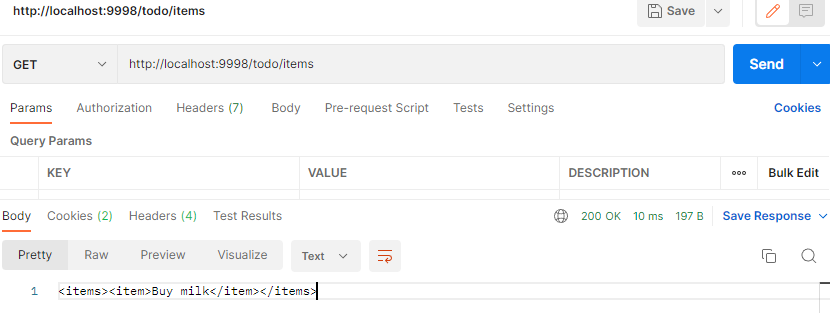 http://localhost:9998/todo/items Save
GET http://localhost:9998/todo/items Send
Params Authorization Headers (7) Body Pre-request Script Tests Settings Cookies
Query Params
KEY VALUE DESCRIPTION Bulk Edit
Body Cookies (2) Headers (4) Test Results 200 OK 10 ms 197 B Save Response
Pretty Raw Preview Visualize Text
1 <items><item>Buy milk</item></items>